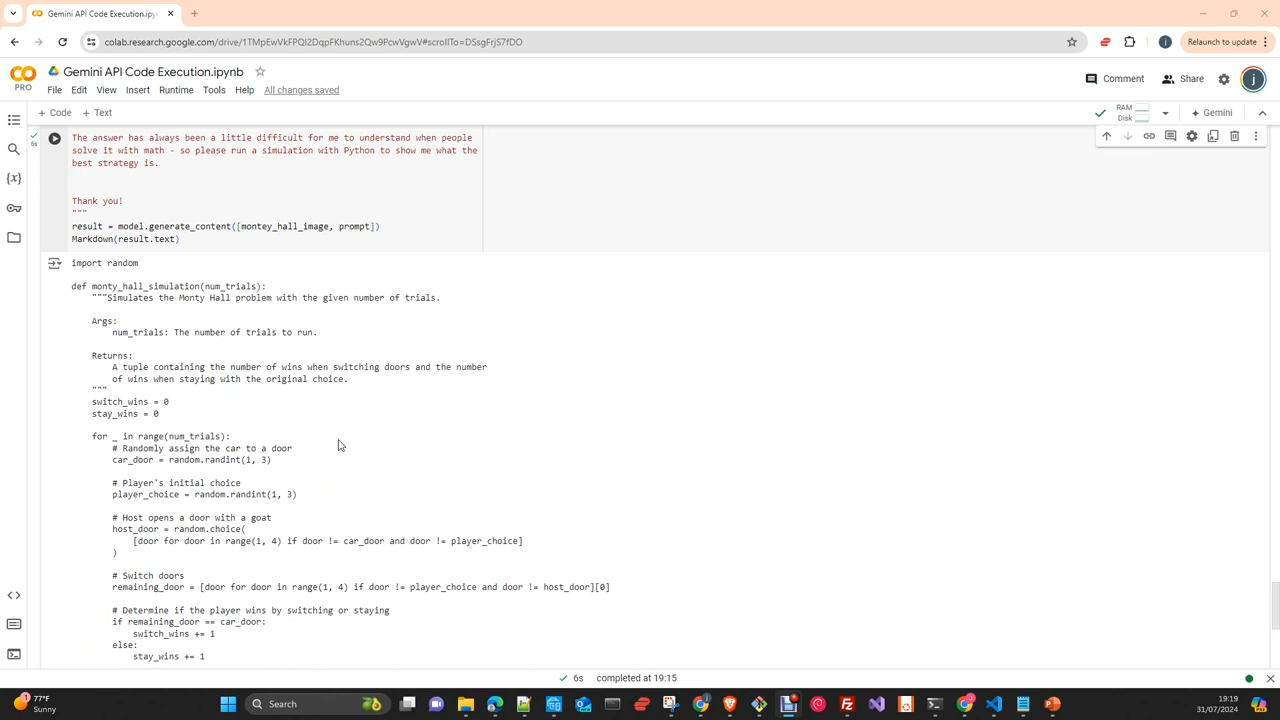 Gemini API Code Execution.ipyn
colab.research.google.com/drive/1TMpEwVkFPQI2DqpFKhuns2Qw9PcwVgwV#scrollTo=DSsgFrjS7fDO
Relaunch to update
PRO
Gemini API Code Execution.ipynb
Comment
Share
j
File Edit View Insert Runtime Tools Help All changes saved
+ Code + Text
RAM
Disk
Gemini
6s
The answer has always been a little difficult for me to understand when people
solve it with math - so please run a simulation with Python to show me what the
best strategy is.
Thank you!
"""
result = model.generate_content([montey_hall_image, prompt])
Markdown(result.text)
import random
def monty_hall_simulation(num_trials):
"""Simulates the Monty Hall problem with the given number of trials.
Args:
num_trials: The number of trials to run.
Returns:
A tuple containing the number of wins when switching doors and the number
of wins when staying with the original choice.
"""
switch_wins = 0
stay_wins = 0
for _ in range(num_trials):
# Randomly assign the car to a door
car_door = random.randint(1, 3)
# Player's initial choice
player_choice = random.randint(1, 3)
# Host opens a door with a goat
host_door = random.choice(
[door for door in range(1, 4) if door != car_door and door != player_choice]
)
# Switch doors
remaining_door = [door for door in range(1, 4) if door != player_choice and door != host_door][0]
# Determine if the player wins by switching or staying
if remaining_door == car_door:
switch_wins += 1
else:
stay_wins += 1
6s completed at 19:15
77°F
Sunny
Search
19:19
31/07/2024